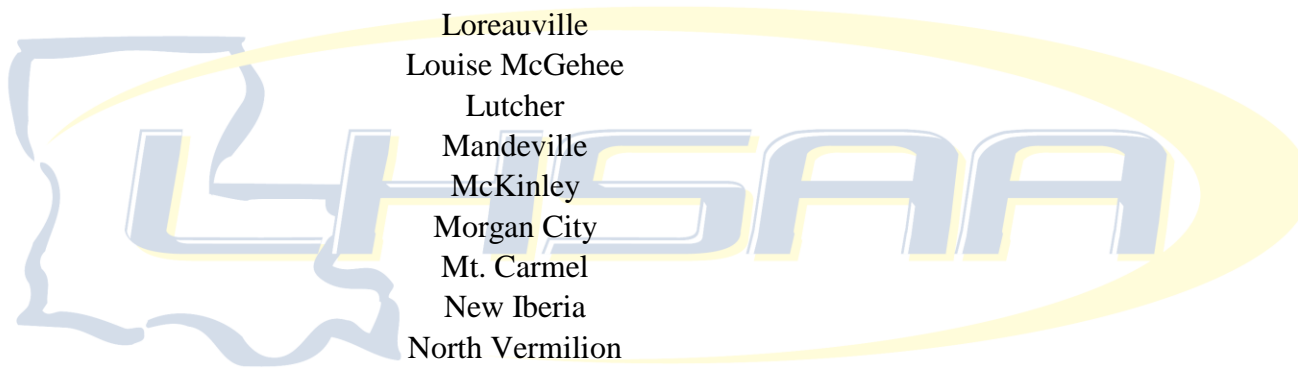 Loreauville
Louise McGehee
Lutcher
Mandeville
McKinley
Morgan City
Mt. Carmel
New Iberia
North Vermilion
LHSAA